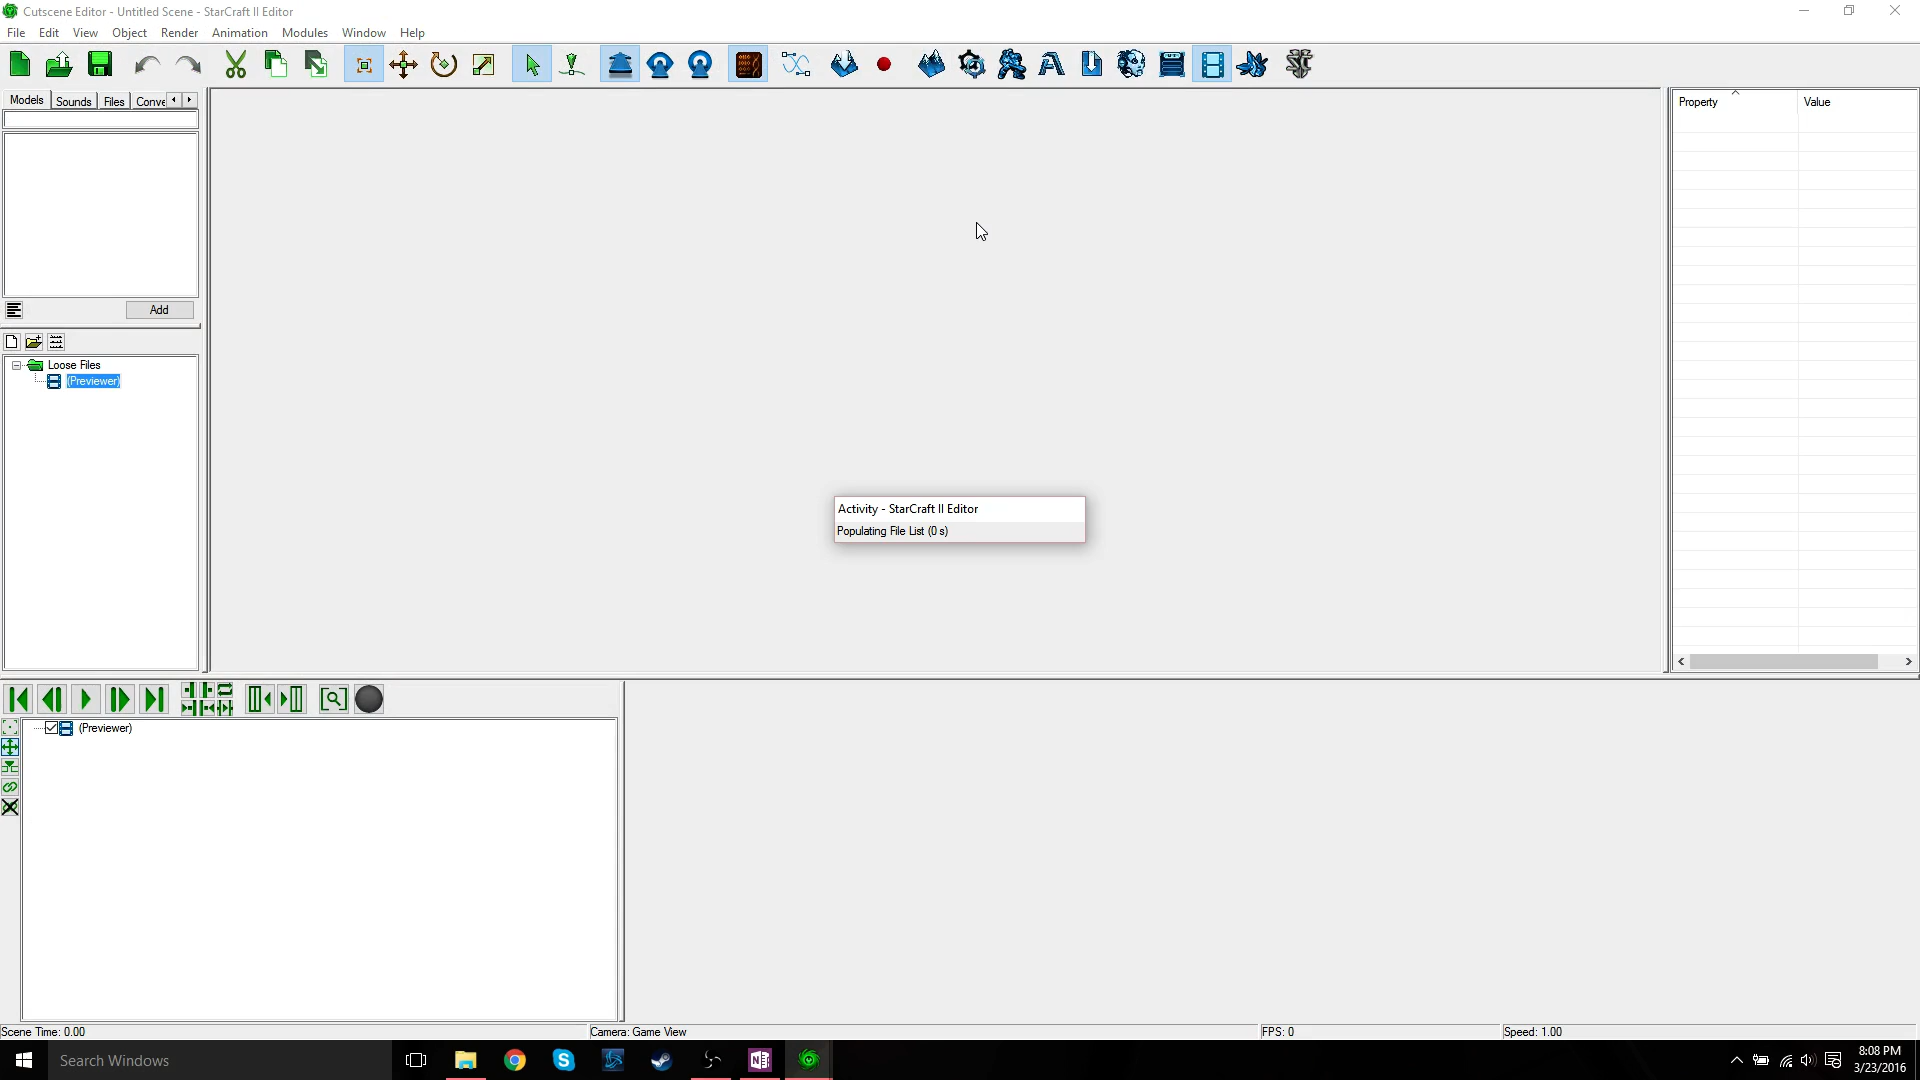 Cutscene Editor - Untitled Scene - StarCraft II Editor
File Edit View Object Render Animation Modules Window Help
Models Sounds Files Conve
Property Value
Add
Loose Files
(Previewer)
Activity - StarCraft II Editor
Populating File List (0 s)
(Previewer)
Scene Time: 0.00 Camera: Game View FPS: 0 Speed: 1.00
Search Windows
8:08 PM
3/23/2016